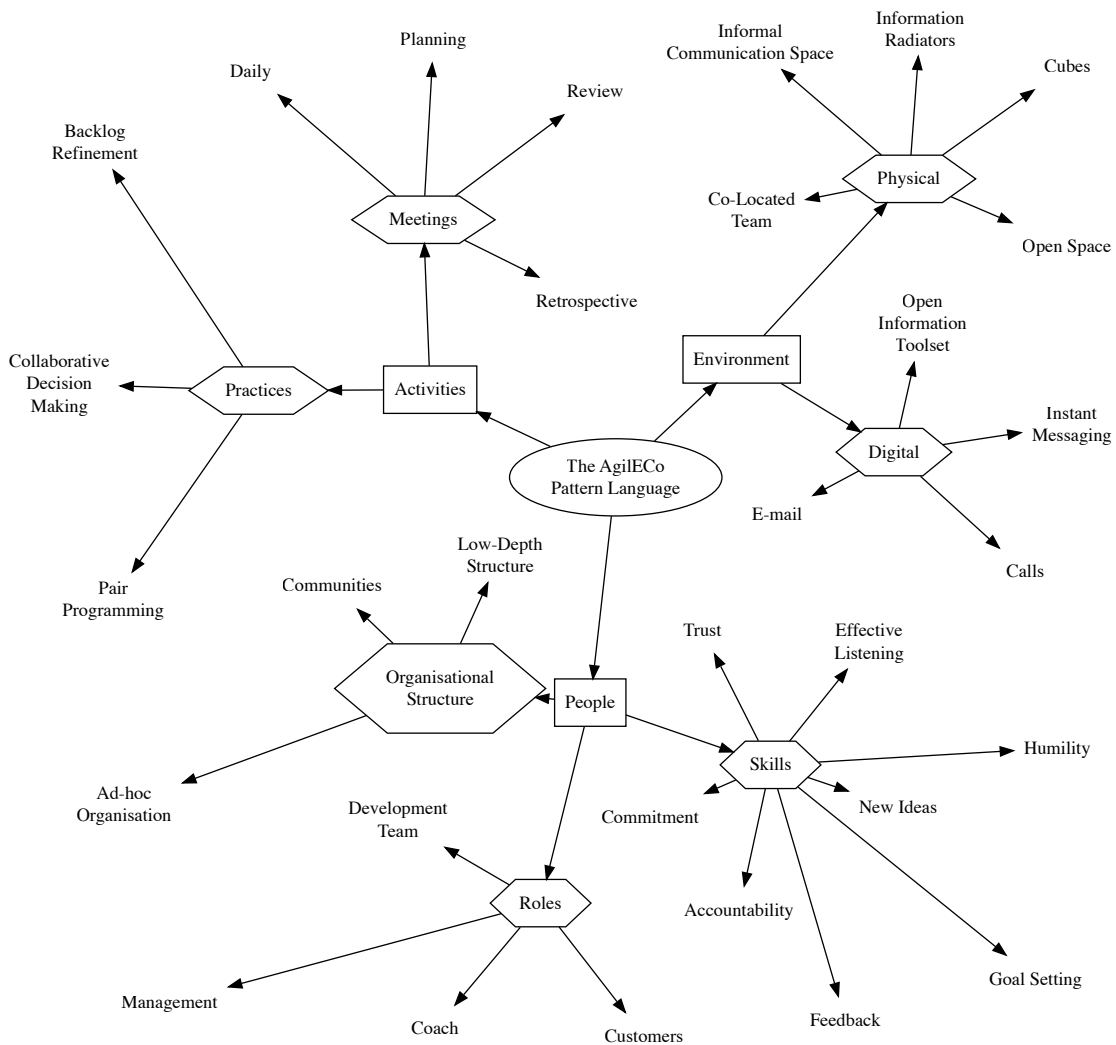 Planning
Informal
Communication Space
Information
Radiators
Cubes
Daily
Review
Backlog
Refinement
Physical
Meetings
Co-Located
Team
Open Space
Retrospective
Open
Information
Toolset
Environment
Collaborative
Decision
Making
Practices
Activities
Instant
Messaging
Digital
The AgilECo
Pattern Language
E-mail
Low-Depth
Structure
Communities
Calls
Pair
Programming
Trust
Effective
Listening
Organisational
Structure
People
Humility
Skills
Ad-hoc
Organisation
New Ideas
Commitment
Development
Team
Roles
Accountability
Goal Setting
Management
Coach
Customers
Feedback